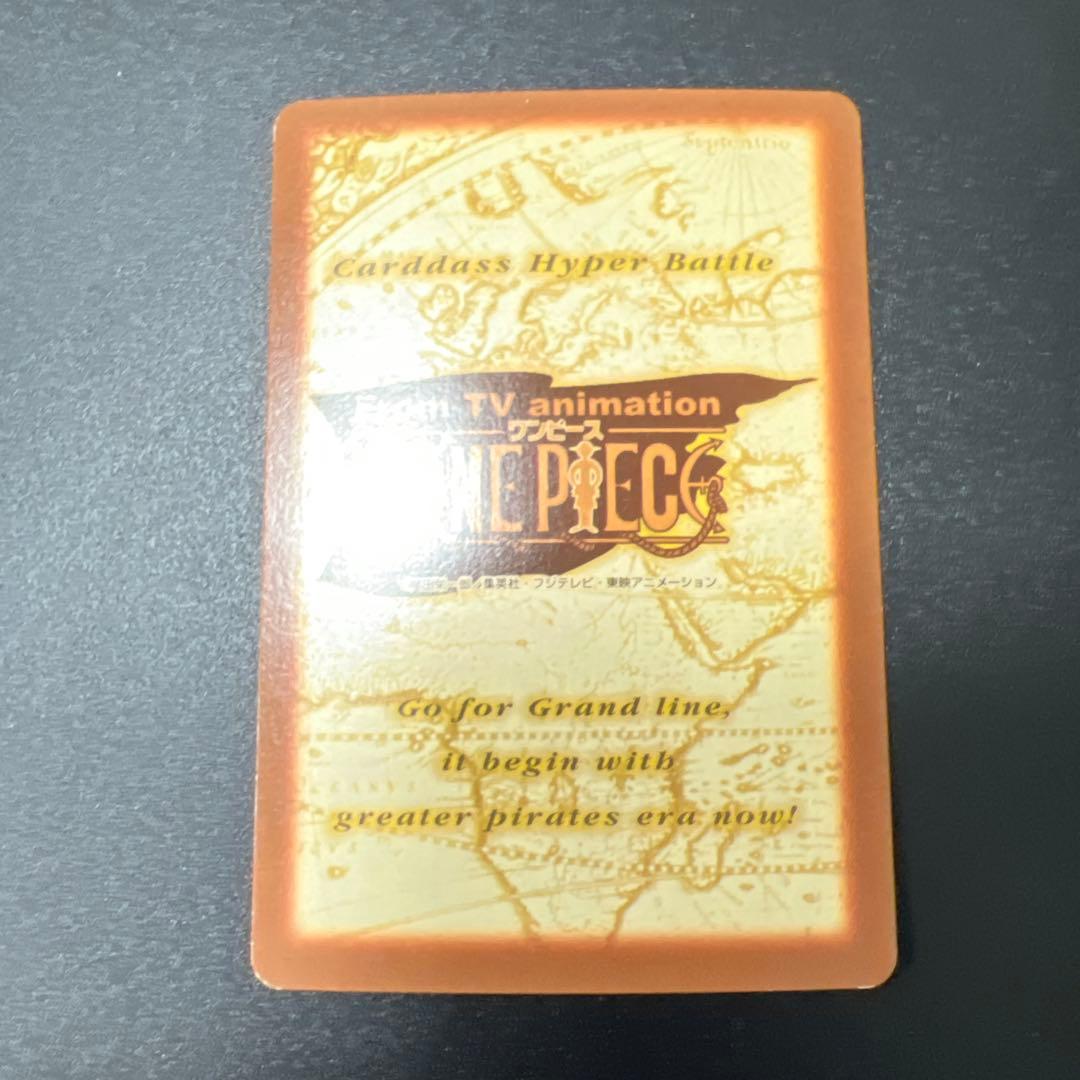 Septentrio
Carddass Hyper Battle
From TV animation
ワンピース
ONE PIECE
集英社・フジテレビ・東映アニメーション
Go for Grand line,
it begin with
greater pirates era now!